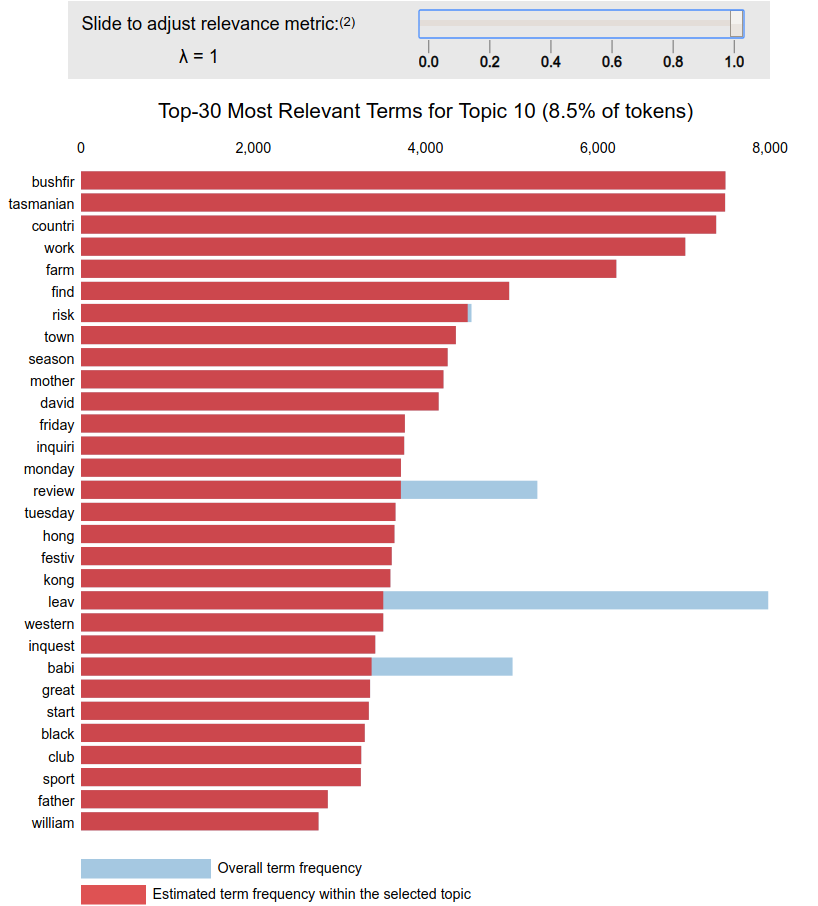 Slide to adjust relevance metric:(2)
λ = 1
0.0 0.2 0.4 0.6 0.8 1.0
Top-30 Most Relevant Terms for Topic 10 (8.5% of tokens)
0 2,000 4,000 6,000 8,000
bushfir
tasmanian
countri
work
farm
find
risk
town
season
mother
david
friday
inquiri
monday
review
tuesday
hong
festiv
kong
leav
western
inquest
babi
great
start
black
club
sport
father
william
Overall term frequency
Estimated term frequency within the selected topic